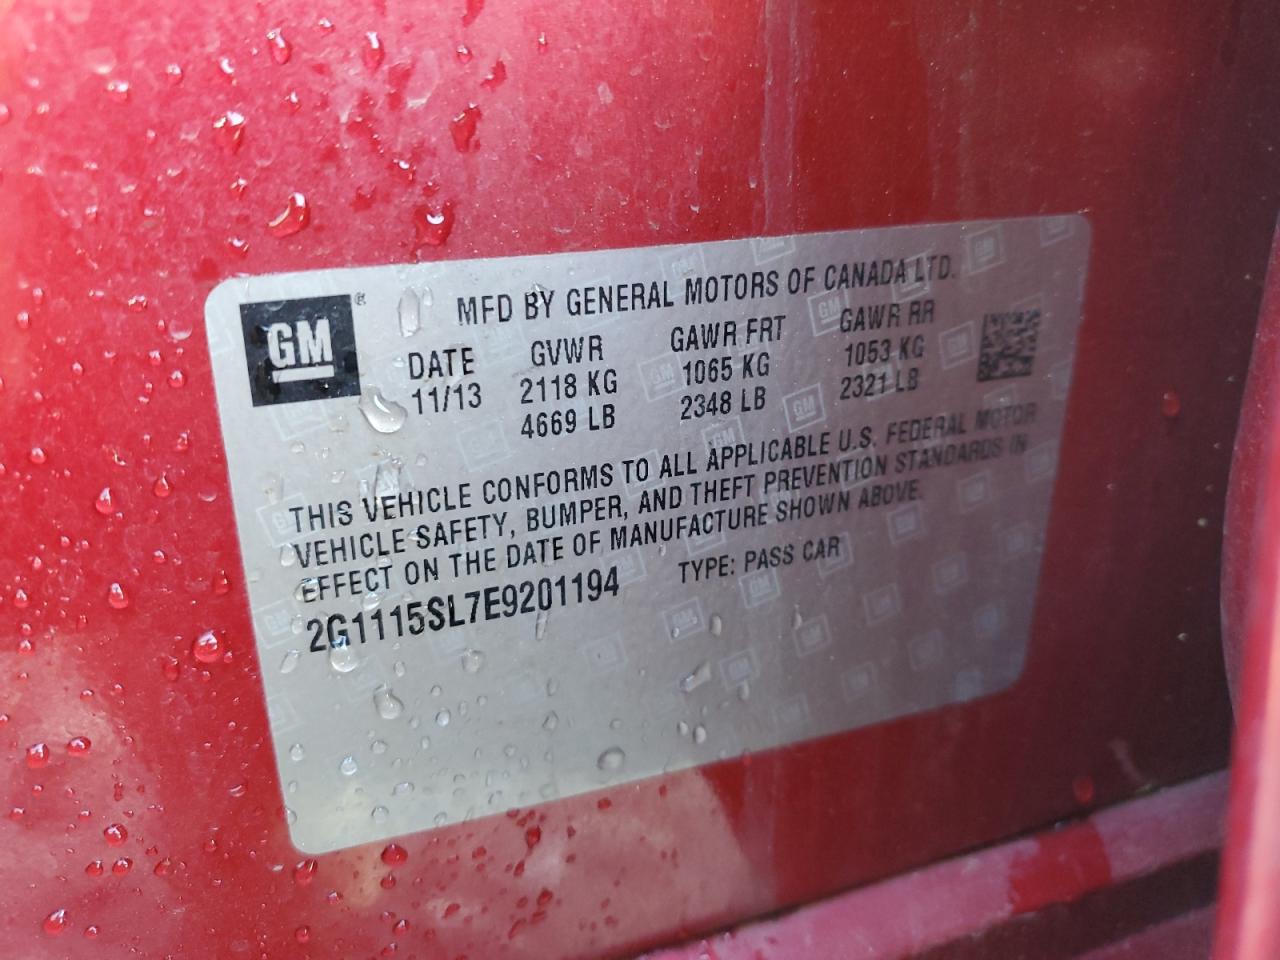 GM ®
MFD BY GENERAL MOTORS OF CANADA LTD.
DATE GVWR GAWR FRT GAWR RR
11/13 2118 KG 1065 KG 1053 KG
4669 LB 2348 LB 2321 LB
THIS VEHICLE CONFORMS TO ALL APPLICABLE U.S. FEDERAL MOTOR
VEHICLE SAFETY, BUMPER, AND THEFT PREVENTION STANDARDS IN
EFFECT ON THE DATE OF MANUFACTURE SHOWN ABOVE.
2G1115SL7E9201194 TYPE: PASS CAR